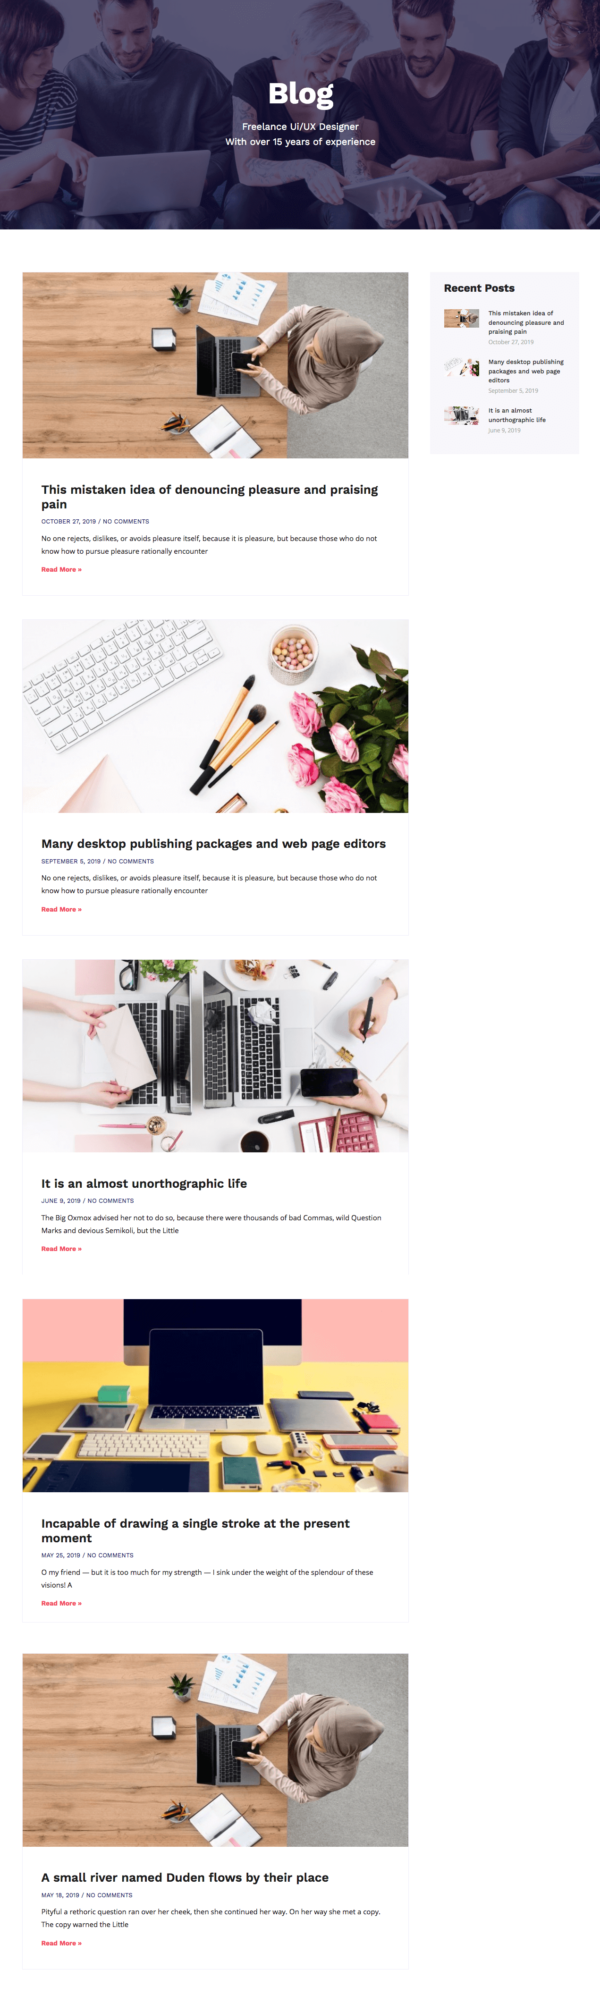 Blog
Freelance Ui/UX Designer
With over 15 years of experience
This mistaken idea of denouncing pleasure and praising
pain
OCTOBER 27, 2019 / NO COMMENTS
No one rejects, dislikes, or avoids pleasure itself, because it is pleasure, but because those who do not
know how to pursue pleasure rationally encounter
Read More »
Many desktop publishing packages and web page editors
SEPTEMBER 5, 2019 / NO COMMENTS
No one rejects, dislikes, or avoids pleasure itself, because it is pleasure, but because those who do not
know how to pursue pleasure rationally encounter
Read More »
It is an almost unorthographic life
JUNE 9, 2019 / NO COMMENTS
The Big Oxmox advised her not to do so, because there were thousands of bad Commas, wild Question
Marks and devious Semikoli, but the Little
Read More »
Incapable of drawing a single stroke at the present
moment
MAY 25, 2019 / NO COMMENTS
O my friend — but it is too much for my strength — I sink under the weight of the splendour of these
visions! A
Read More »
A small river named Duden flows by their place
MAY 18, 2019 / NO COMMENTS
Pityful a rethoric question ran over her cheek, then she continued her way. On her way she met a copy.
The copy warned the Little
Read More »
Recent Posts
This mistaken idea of
denouncing pleasure and
praising pain
October 27, 2019
Many desktop publishing
packages and web page
editors
September 5, 2019
It is an almost
unorthographic life
June 9, 2019